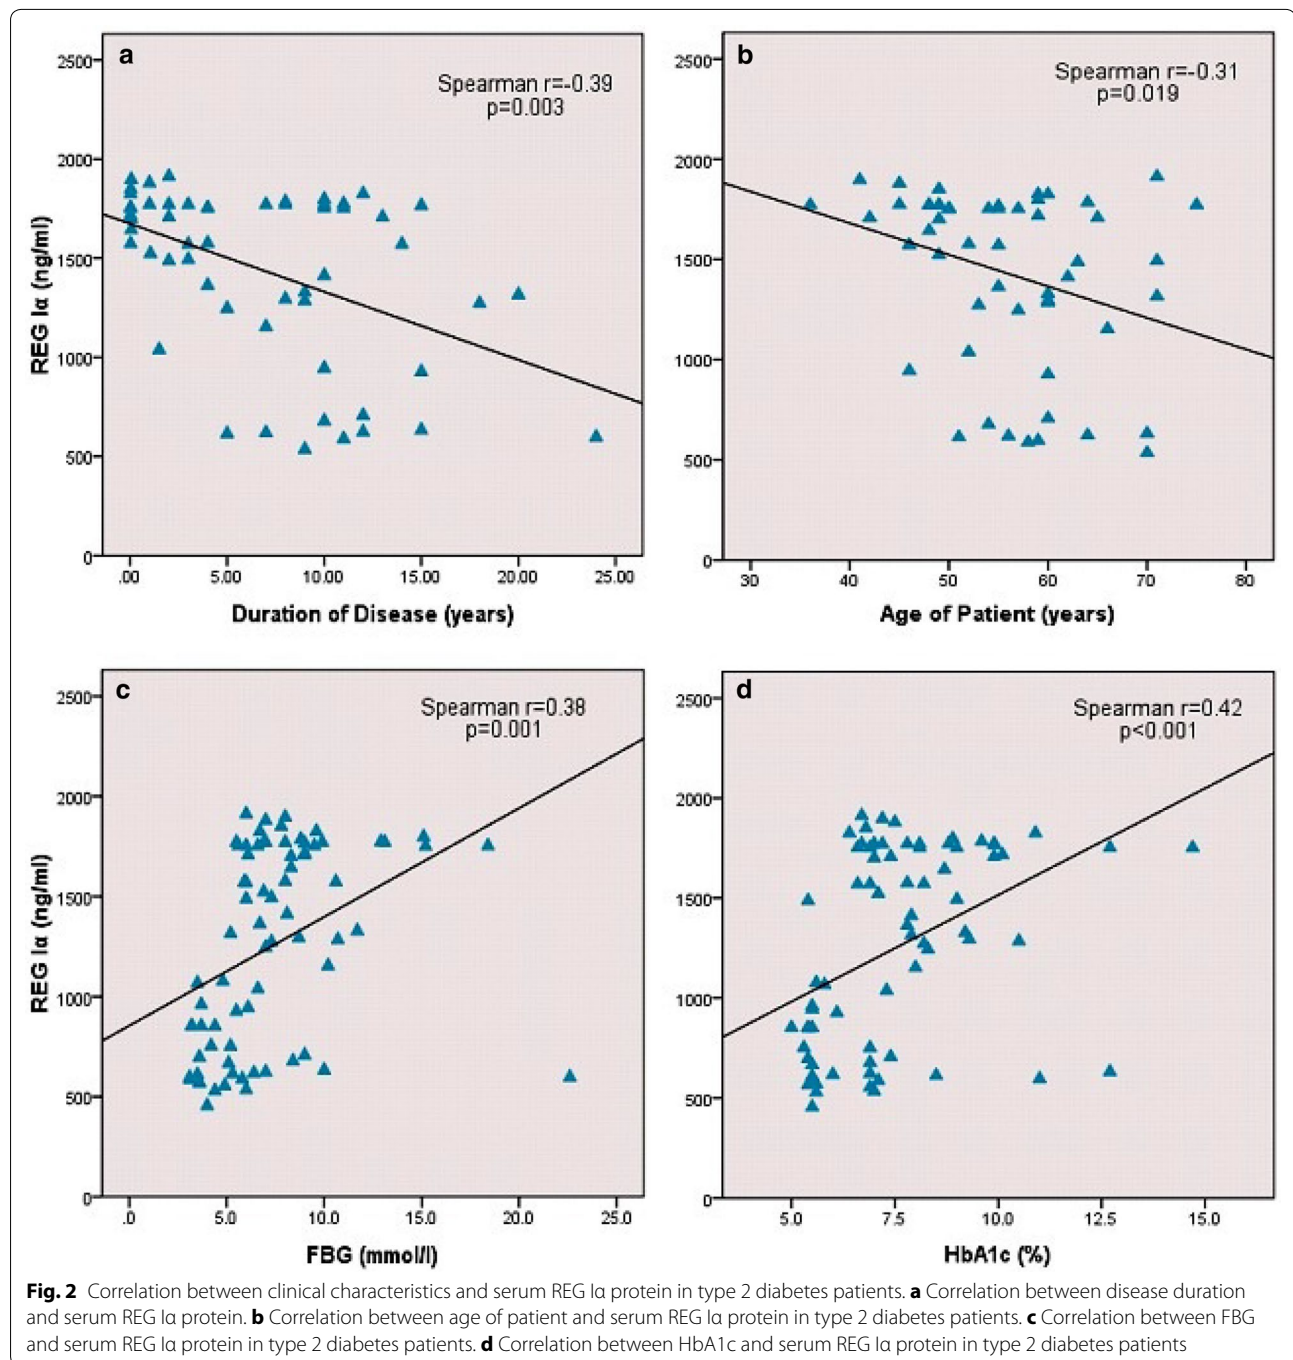 a
Spearman r=-0.39
p=0.003
REG Iα (ng/ml)
2500
2000
1500
1000
500
0
.00 5.00 10.00 15.00 20.00 25.00
Duration of Disease (years)
b
Spearman r=-0.31
p=0.019
2500
2000
1500
1000
500
0
30 40 50 60 70 80
Age of Patient (years)
c
Spearman r=0.38
p=0.001
REG Iα (ng/ml)
2500
2000
1500
1000
500
0
.0 5.0 10.0 15.0 20.0 25.0
FBG (mmol/l)
d
Spearman r=0.42
p<0.001
2500
2000
1500
1000
500
0
5.0 7.5 10.0 12.5 15.0
HbA1c (%)
Fig. 2 Correlation between clinical characteristics and serum REG Iα protein in type 2 diabetes patients. a Correlation between disease duration
and serum REG Iα protein. b Correlation between age of patient and serum REG Iα protein in type 2 diabetes patients. c Correlation between FBG
and serum REG Iα protein in type 2 diabetes patients. d Correlation between HbA1c and serum REG Iα protein in type 2 diabetes patients